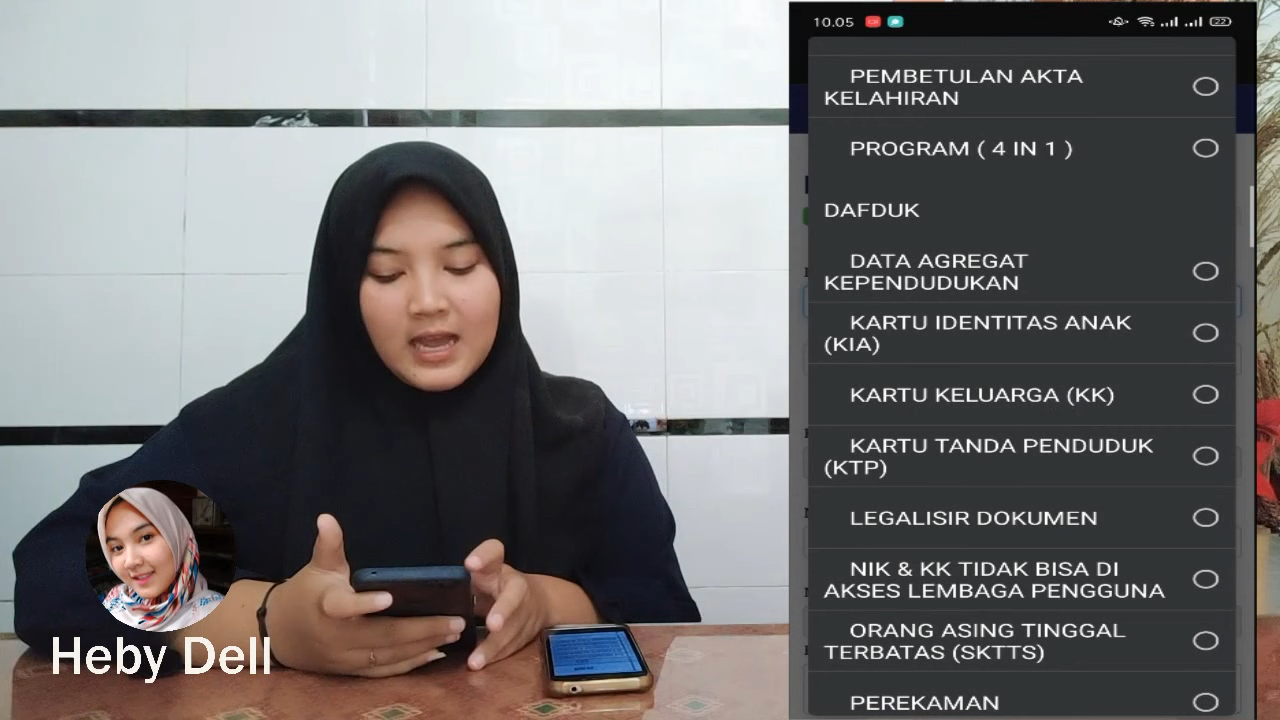 10.05
22
PEMBETULAN AKTA
KELAHIRAN
PROGRAM ( 4 IN 1 )
DAFDUK
DATA AGREGAT
KEPENDUDUKAN
KARTU IDENTITAS ANAK
(KIA)
KARTU KELUARGA (KK)
KARTU TANDA PENDUDUK
(KTP)
LEGALISIR DOKUMEN
NIK & KK TIDAK BISA DI
AKSES LEMBAGA PENGGUNA
ORANG ASING TINGGAL
TERBATAS (SKTTS)
PEREKAMAN
Heby Dell